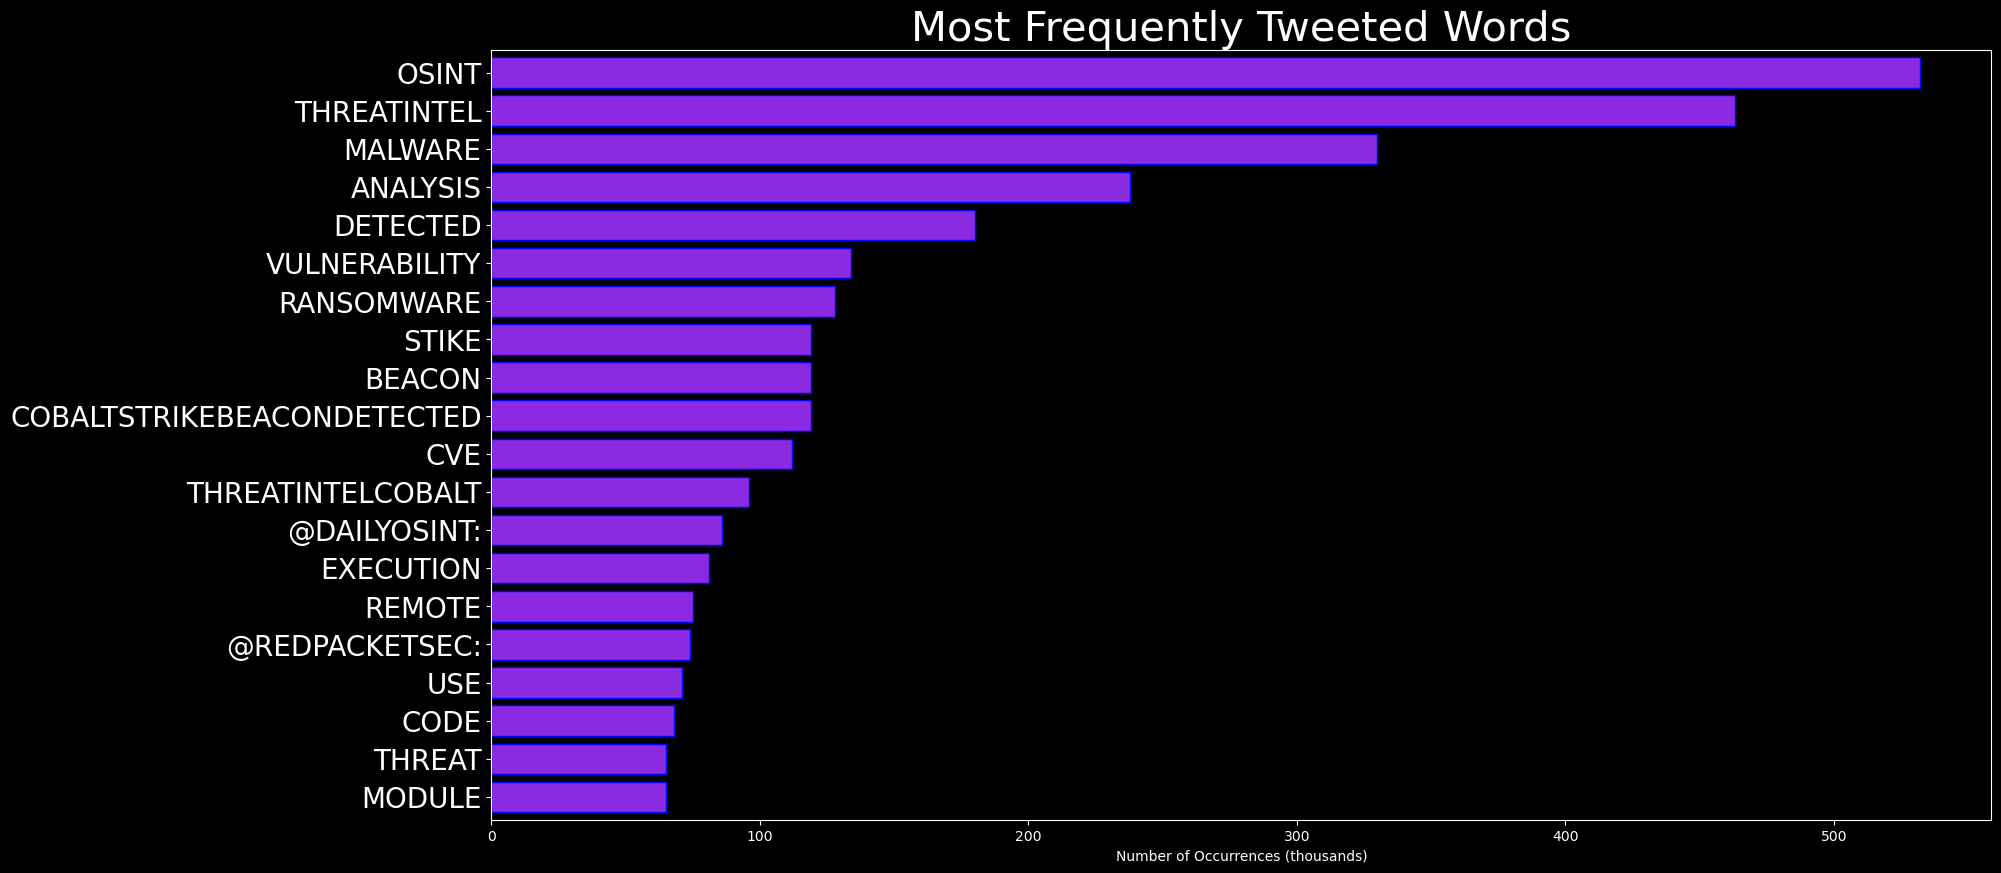 Most Frequently Tweeted Words
OSINT
THREATINTEL
MALWARE
ANALYSIS
DETECTED
VULNERABILITY
RANSOMWARE
STIKE
BEACON
COBALTSTRIKEBEACONDETECTED
CVE
THREATINTELCOBALT
@DAILYOSINT:
EXECUTION
REMOTE
@REDPACKETSEC:
USE
CODE
THREAT
MODULE
0 100 200 300 400 500
Number of Occurrences (thousands)